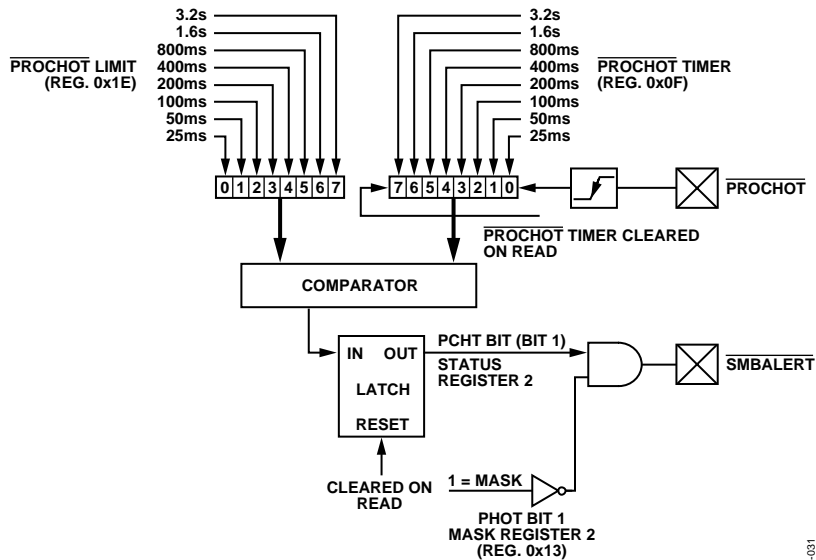 3.2s
1.6s
800ms
400ms
200ms
100ms
50ms
25ms
PROCHOT LIMIT
(REG. 0x1E)
3.2s
1.6s
800ms
400ms
200ms
100ms
50ms
25ms
PROCHOT TIMER
(REG. 0x0F)
0 1 2 3 4 5 6 7
7 6 5 4 3 2 1 0
PROCHOT
PROCHOT TIMER CLEARED
ON READ
COMPARATOR
IN OUT
LATCH
RESET
PCHT BIT (BIT 1)
STATUS
REGISTER 2
SMBALERT
CLEARED ON
READ
1 = MASK
PHOT BIT 1
MASK REGISTER 2
(REG. 0x13)
-031